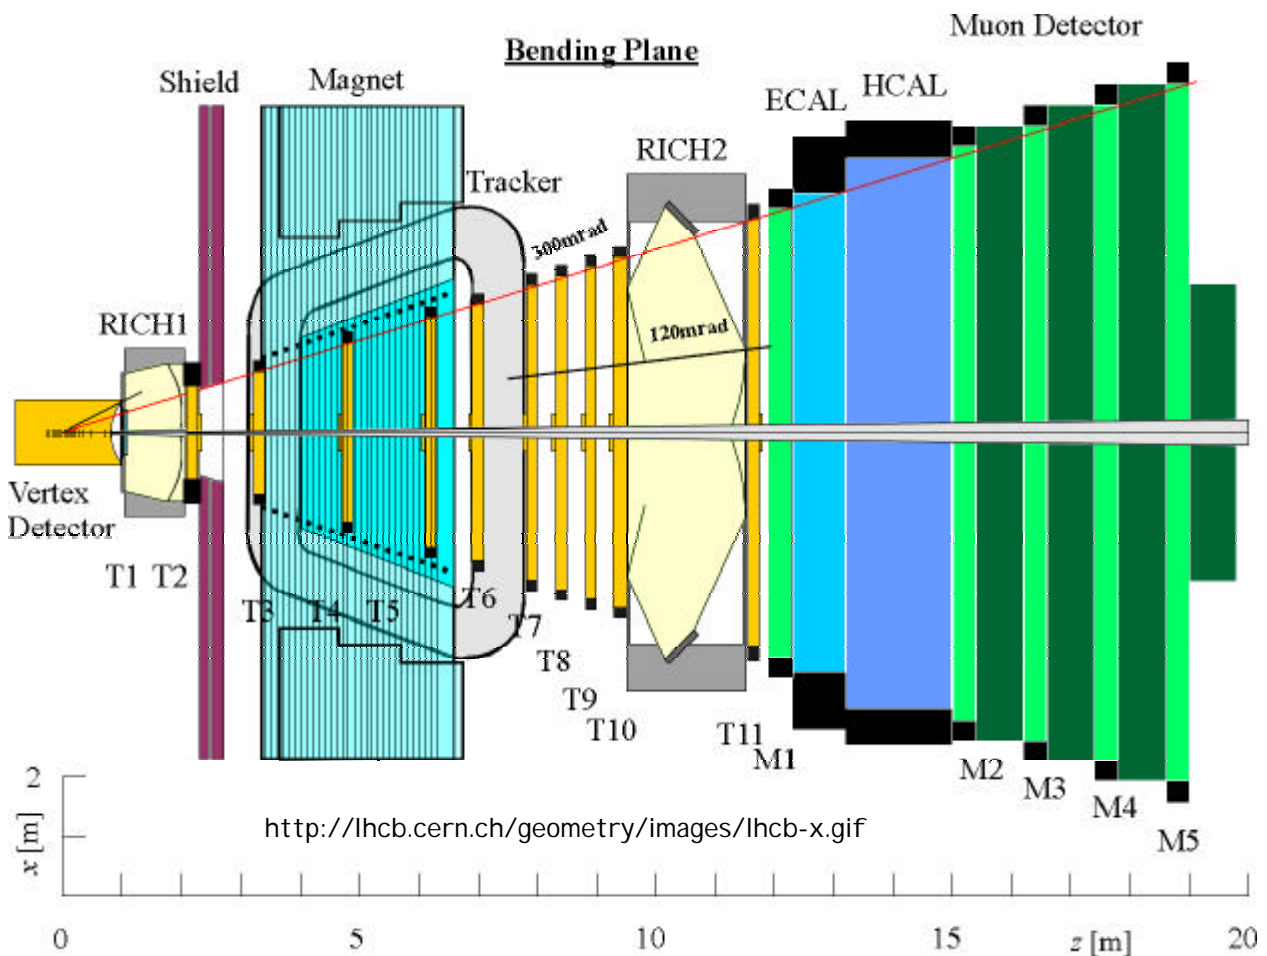 Muon Detector
Bending Plane
Shield
Magnet
ECAL
HCAL
RICH2
Tracker
300mrad
RICH1
120mrad
Vertex
Detector
T1 T2
T3
T4
T5
T6
T7
T8
T9
T10
T11
M1
M2
M3
M4
M5
2
x [m]
http://lhcb.cern.ch/geometry/images/lhcb-x.gif
0 5 10 15 z [m] 20